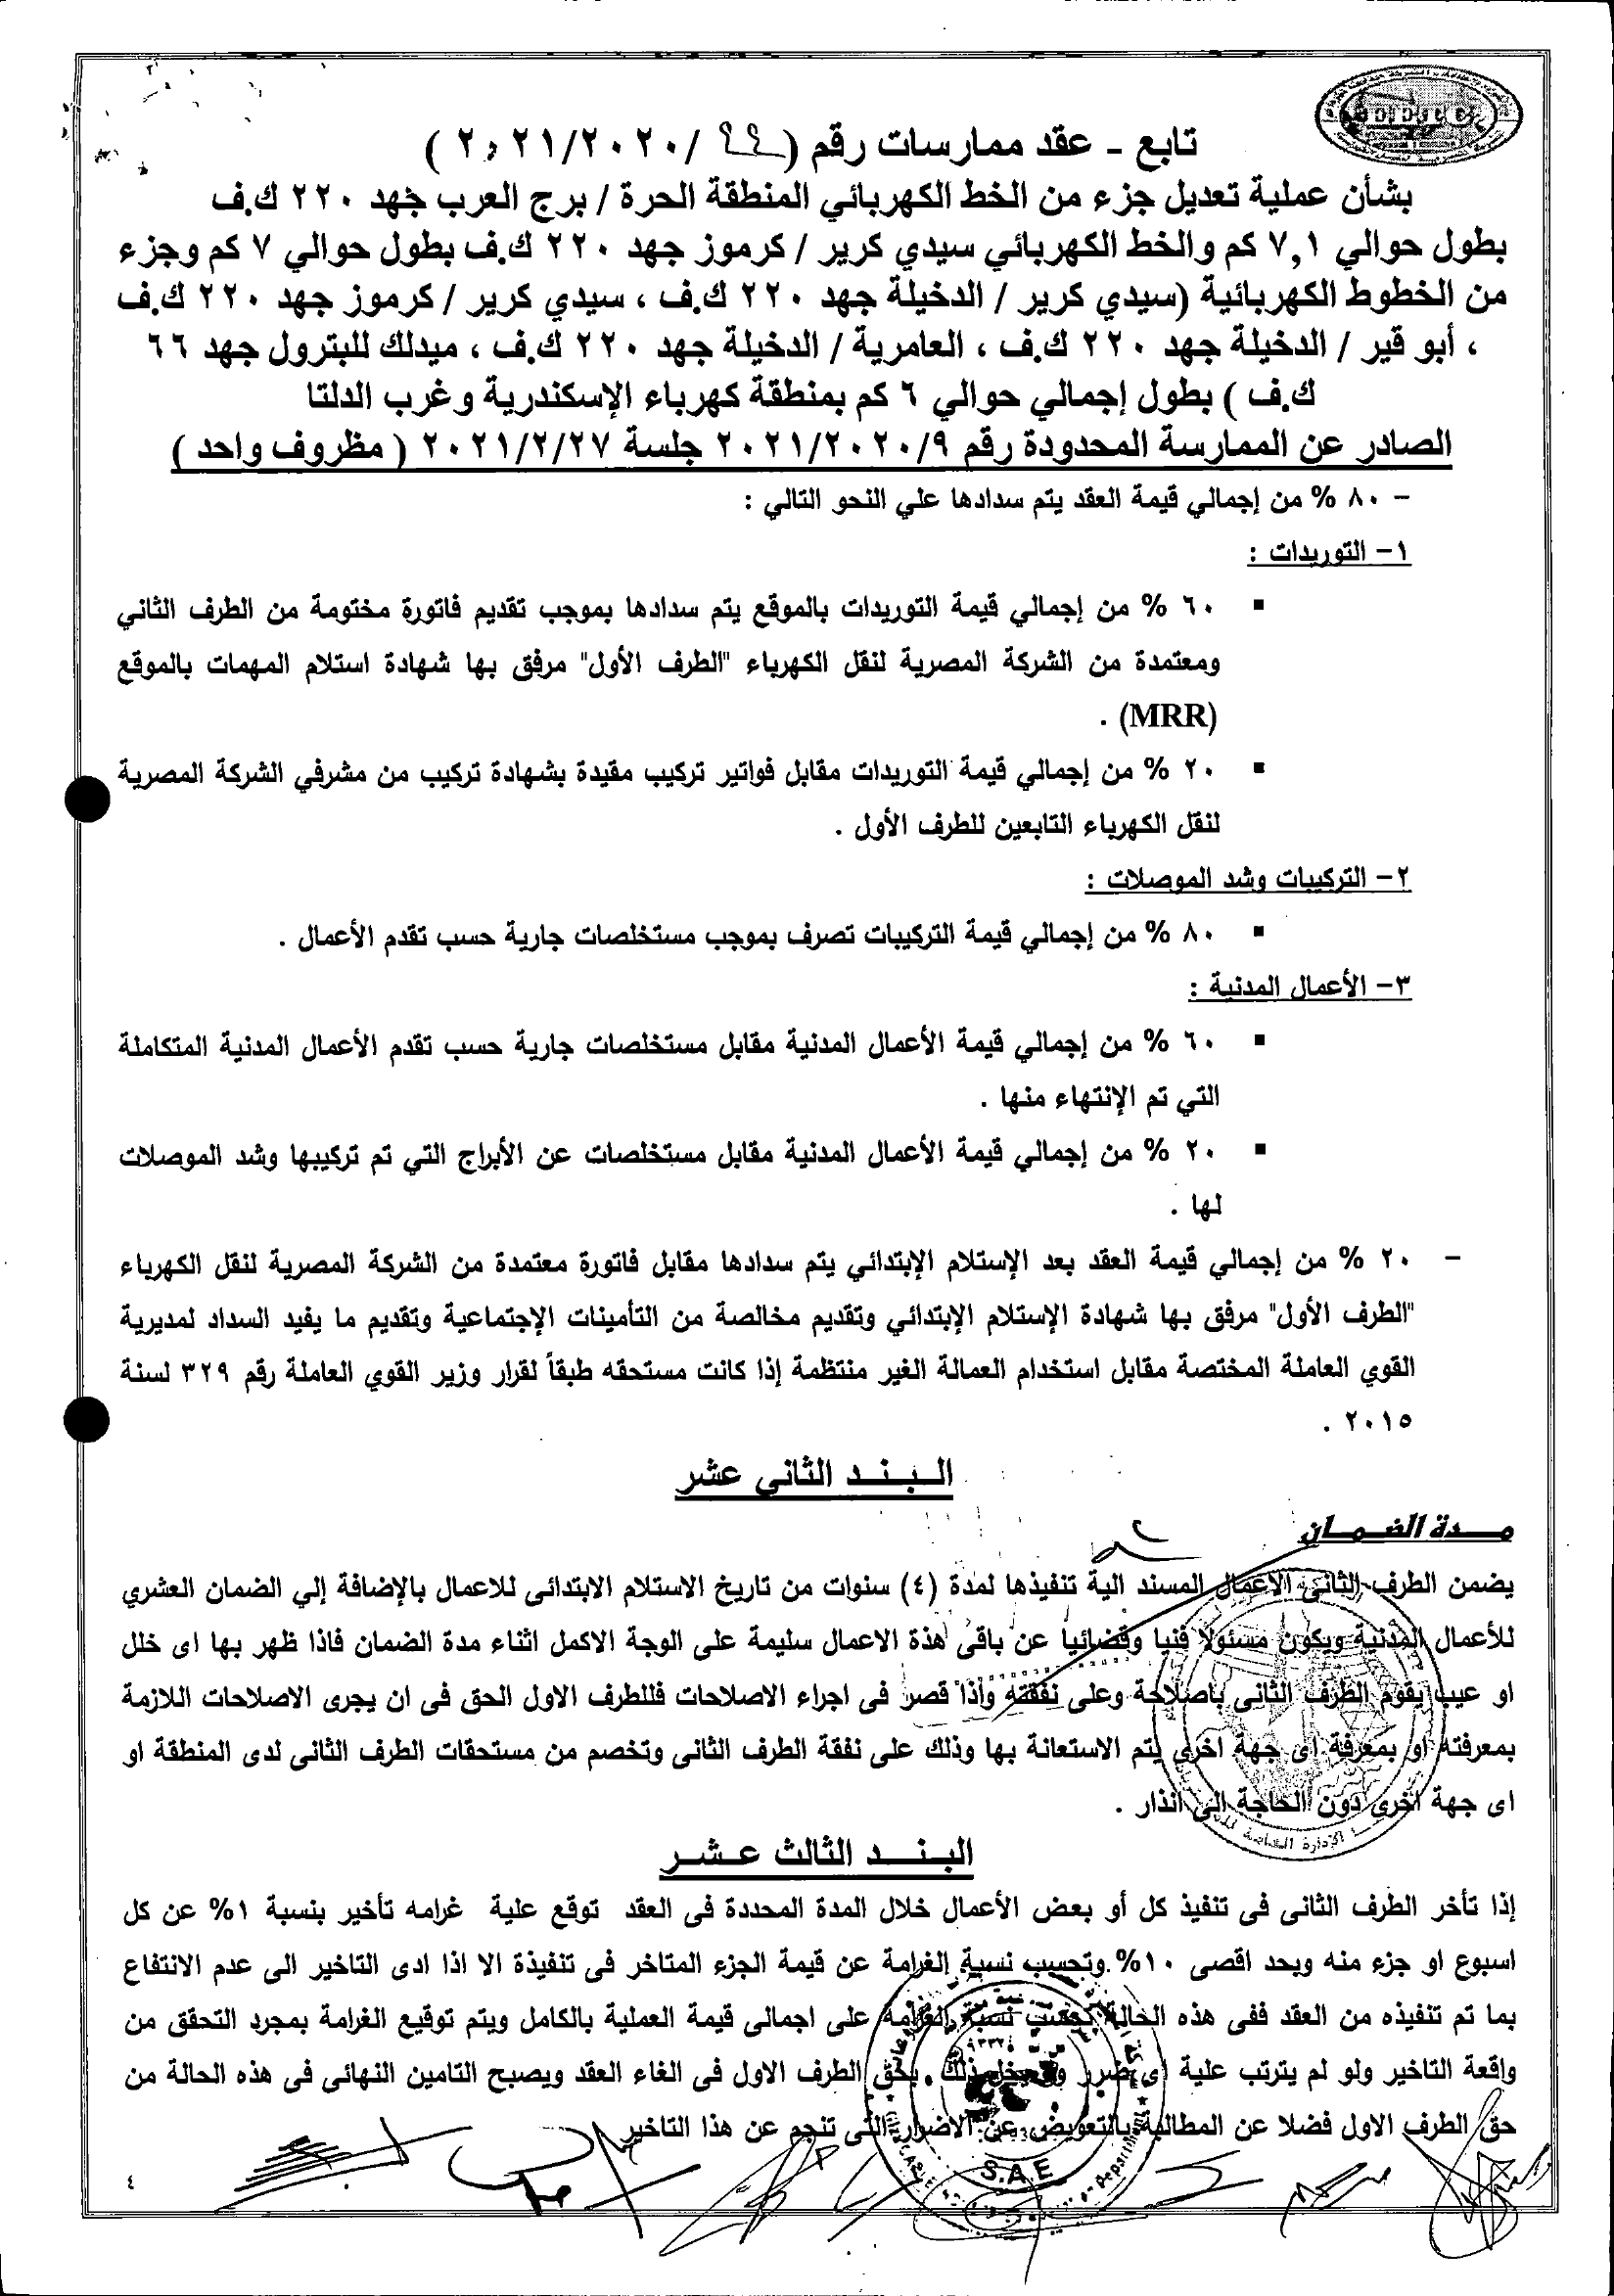 EETC
تابع - عقد ممارسات رقم ( ٤٤ /٢٠٢١/٢٠٢٠ )
بشأن عملية تعديل جزء من الخط الكهربائي المنطقة الحرة / برج العرب جهد ٢٢٠ ك.ف
بطول حوالي ٧,١ كم والخط الكهربائي سيدي كرير / كرموز جهد ٢٢٠ ك.ف بطول حوالي ٧ كم وجزء
من الخطوط الكهربائية (سيدي كرير / الدخيلة جهد ٢٢٠ ك.ف ، سيدي كرير / كرموز جهد ٢٢٠ ك.ف
، أبو قير / الدخيلة جهد ٢٢٠ ك.ف ، العامرية / الدخيلة جهد ٢٢٠ ك.ف ، ميدلك للبترول جهد ٦٦
ك.ف ) بطول إجمالي حوالي ٦ كم بمنطقة كهرباء الإسكندرية وغرب الدلتا
الصادر عن الممارسة المحدودة رقم ٢٠٢١/٢٠٢٠/٩ جلسة ٢٠٢١/٢/٢٧ ( مظروف واحد )
- ٨٠ % من إجمالي قيمة العقد يتم سدادها علي النحو التالي :
١- التوريدات :
▪ ٦٠ % من إجمالي قيمة التوريدات بالموقع يتم سدادها بموجب تقديم فاتورة مختومة من الطرف الثاني
ومعتمدة من الشركة المصرية لنقل الكهرباء "الطرف الأول" مرفق بها شهادة استلام المهمات بالموقع
(MRR) .
▪ ٢٠ % من إجمالي قيمة التوريدات مقابل فواتير تركيب مقيدة بشهادة تركيب من مشرفي الشركة المصرية
لنقل الكهرباء التابعين للطرف الأول .
٢- التركيبات وشد الموصلات :
▪ ٨٠ % من إجمالي قيمة التركيبات تصرف بموجب مستخلصات جارية حسب تقدم الأعمال .
٣- الأعمال المدنية :
▪ ٦٠ % من إجمالي قيمة الأعمال المدنية مقابل مستخلصات جارية حسب تقدم الأعمال المدنية المتكاملة
التي تم الإنتهاء منها .
▪ ٢٠ % من إجمالي قيمة الأعمال المدنية مقابل مستخلصات عن الأبراج التي تم تركيبها وشد الموصلات
لها .
- ٢٠ % من إجمالي قيمة العقد بعد الإستلام الإبتدائي يتم سدادها مقابل فاتورة معتمدة من الشركة المصرية لنقل الكهرباء
"الطرف الأول" مرفق بها شهادة الإستلام الإبتدائي وتقديم مخالصة من التأمينات الإجتماعية وتقديم ما يفيد السداد لمديرية
القوي العاملة المختصة مقابل استخدام العمالة الغير منتظمة إذا كانت مستحقه طبقاً لقرار وزير القوي العاملة رقم ٣٢٩ لسنة
٢٠١٥ .
البند الثانى عشر
مدة الضمان
يضمن الطرف الثانى الاعمال المسند الية تنفيذها لمدة (٤) سنوات من تاريخ الاستلام الابتدائى للاعمال بالإضافة إلي الضمان العشري
للأعمال المدنية ويكون مسئولا فنيا وقضائيا عن باقى هذة الاعمال سليمة على الوجة الاكمل اثناء مدة الضمان فاذا ظهر بها اى خلل
او عيب يقوم الطرف الثانى باصلاحة وعلى نفقته واذا قصر فى اجراء الاصلاحات فللطرف الاول الحق فى ان يجرى الاصلاحات اللازمة
بمعرفته او بمعرفة اى جهة اخرى يتم الاستعانة بها وذلك على نفقة الطرف الثانى وتخصم من مستحقات الطرف الثانى لدى المنطقة او
اى جهة اخرى دون الحاجة الى انذار .
البند الثالث عشر
إذا تأخر الطرف الثانى فى تنفيذ كل أو بعض الأعمال خلال المدة المحددة فى العقد توقع علية غرامه تأخير بنسبة ١% عن كل
اسبوع او جزء منه وبحد اقصى ١٠% وتحسب نسبة الغرامة عن قيمة الجزء المتاخر فى تنفيذة الا اذا ادى التاخير الى عدم الانتفاع
بما تم تنفيذه من العقد ففى هذه الحالة تحسب نسبة الغرامة على اجمالى قيمة العملية بالكامل ويتم توقيع الغرامة بمجرد التحقق من
واقعة التاخير ولو لم يترتب علية اى ضرر ذلك . يحق الطرف الاول فى الغاء العقد ويصبح التامين النهائى فى هذه الحالة من
حق الطرف الاول فضلا عن المطالبة بالتعويض عن الاضرار التى تنجم عن هذا التاخير
S.A.E
٤